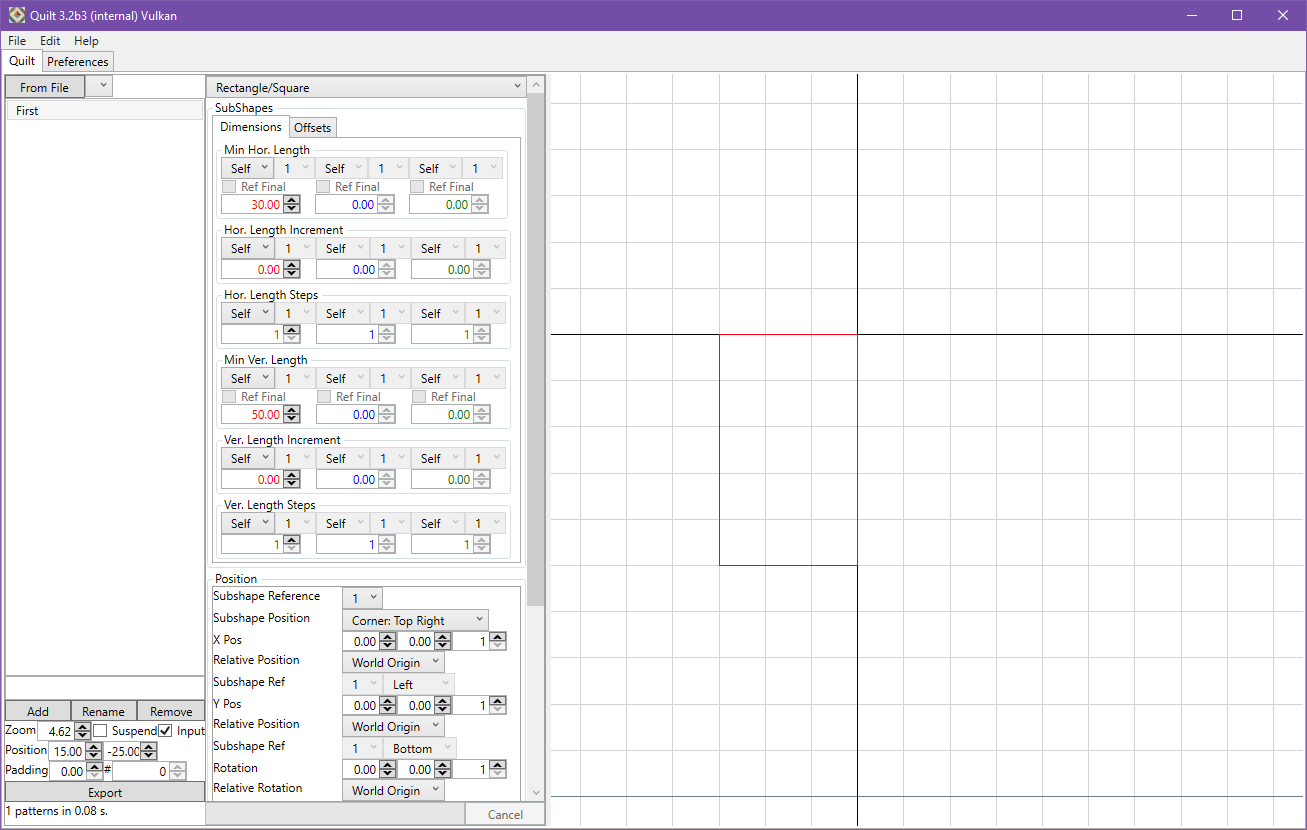 Quilt 3.2b3 (internal) Vulkan
File Edit Help
Quilt Preferences
From File
First
Rectangle/Square
SubShapes
Dimensions Offsets
Min Hor. Length
Self 1 Self 1 Self 1
Ref Final Ref Final Ref Final
30.00 0.00 0.00
Hor. Length Increment
Self 1 Self 1 Self 1
0.00 0.00 0.00
Hor. Length Steps
Self 1 Self 1 Self 1
1 1 1
Min Ver. Length
Self 1 Self 1 Self 1
Ref Final Ref Final Ref Final
50.00 0.00 0.00
Ver. Length Increment
Self 1 Self 1 Self 1
0.00 0.00 0.00
Ver. Length Steps
Self 1 Self 1 Self 1
1 1 1
Position
Subshape Reference 1
Subshape Position Corner: Top Right
X Pos 0.00 0.00 1
Relative Position World Origin
Subshape Ref 1 Left
Y Pos 0.00 0.00 1
Relative Position World Origin
Subshape Ref 1 Bottom
Rotation 0.00 0.00 1
Relative Rotation World Origin
Cancel
Add Rename Remove
Zoom 4.62 Suspend Input
Position 15.00 -25.00
Padding 0.00 # 0
Export
1 patterns in 0.08 s.